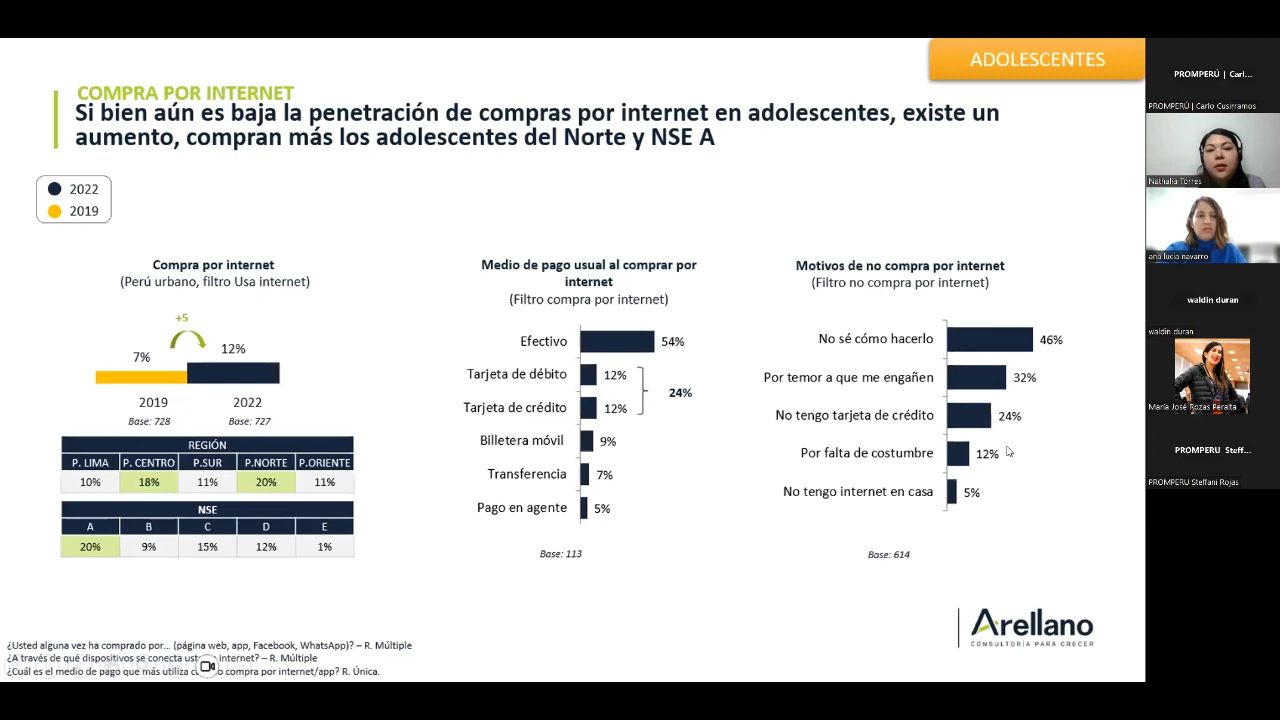 ADOLESCENTES
COMPRA POR INTERNET
Si bien aún es baja la penetración de compras por internet en adolescentes, existe un
aumento, compran más los adolescentes del Norte y NSE A
2022
2019
Compra por internet
(Perú urbano, filtro Usa internet)
+5
7%
12%
2019
2022
Base: 728
Base: 727
REGIÓN
P. LIMA P. CENTRO P.SUR P.NORTE P.ORIENTE
10% 18% 11% 20% 11%
NSE
A B C D E
20% 9% 15% 12% 1%
Medio de pago usual al comprar por
internet
(Filtro compra por internet)
Efectivo 54%
Tarjeta de débito 12%
24%
Tarjeta de crédito 12%
Billetera móvil 9%
Transferencia 7%
Pago en agente 5%
Base: 113
Motivos de no compra por internet
(Filtro no compra por internet)
No sé cómo hacerlo 46%
Por temor a que me engañen 32%
No tengo tarjeta de crédito 24%
Por falta de costumbre 12%
No tengo internet en casa 5%
Base: 614
¿Usted alguna vez ha comprado por... (página web, app, Facebook, WhatsApp)? – R. Múltiple
¿A través de qué dispositivos se conecta internet? – R. Múltiple
¿Cuál es el medio de pago que más utiliza compra por internet/app? R. Única.
Arellano
CONSULTORÍA PARA CRECER
PROMPERÚ | Carl...
PROMPERÚ | Carlo Cusirramos
Nathalia Torres
ana lucia navarro
waldin duran
waldin duran
María José Rozas Peralta
PROMPERU Steff...
PROMPERU Steffani Rojas